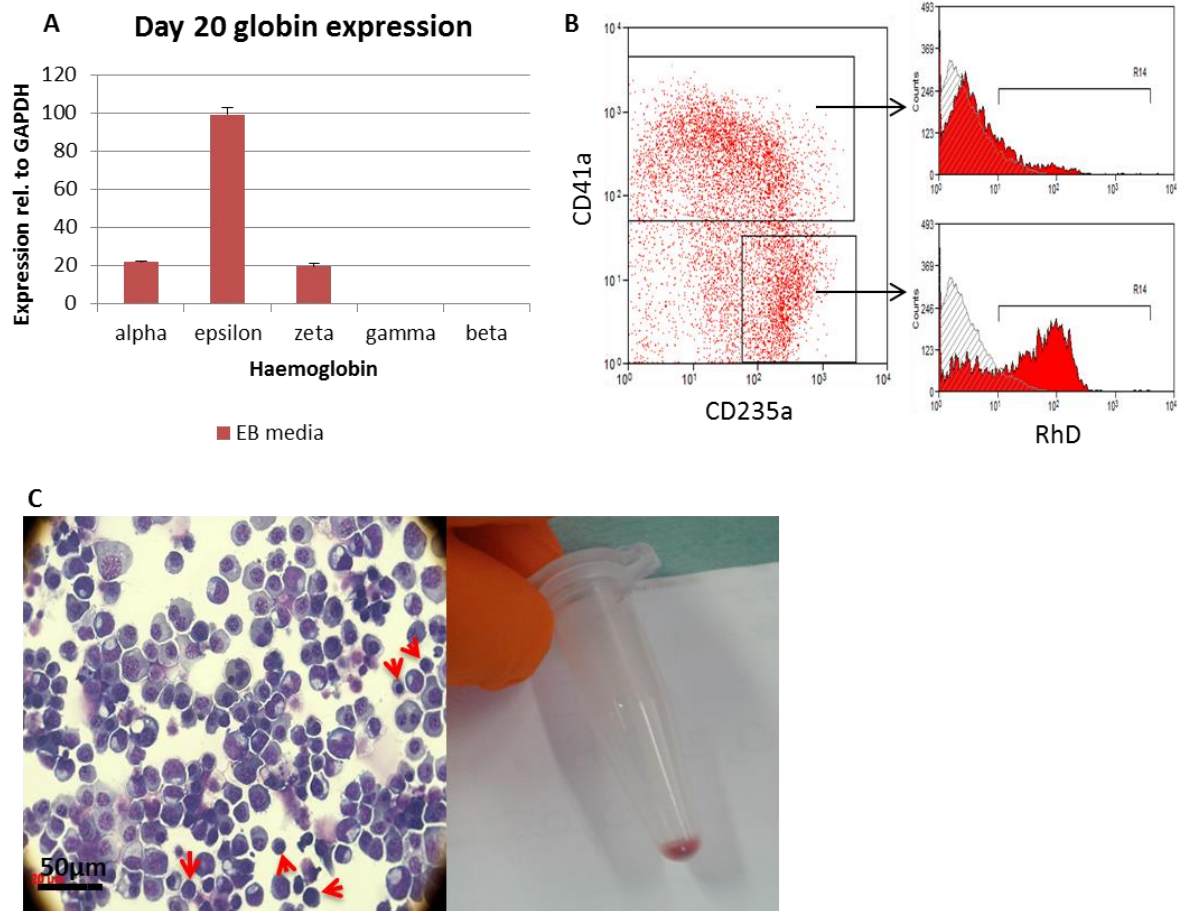 A
Day 20 globin expression
Expression rel. to GAPDH
120
100
80
60
40
20
0
alpha
epsilon
zeta
gamma
beta
Haemoglobin
EB media
B
CD41a
10⁴
10³
10²
10¹
10⁰
10⁰
10¹
10²
10³
10⁴
CD235a
Counts
493
369
246
123
0
R14
10⁰
10¹
10²
10³
10⁴
Counts
493
369
246
123
0
R14
10⁰
10¹
10²
10³
10⁴
RhD
C
50µm